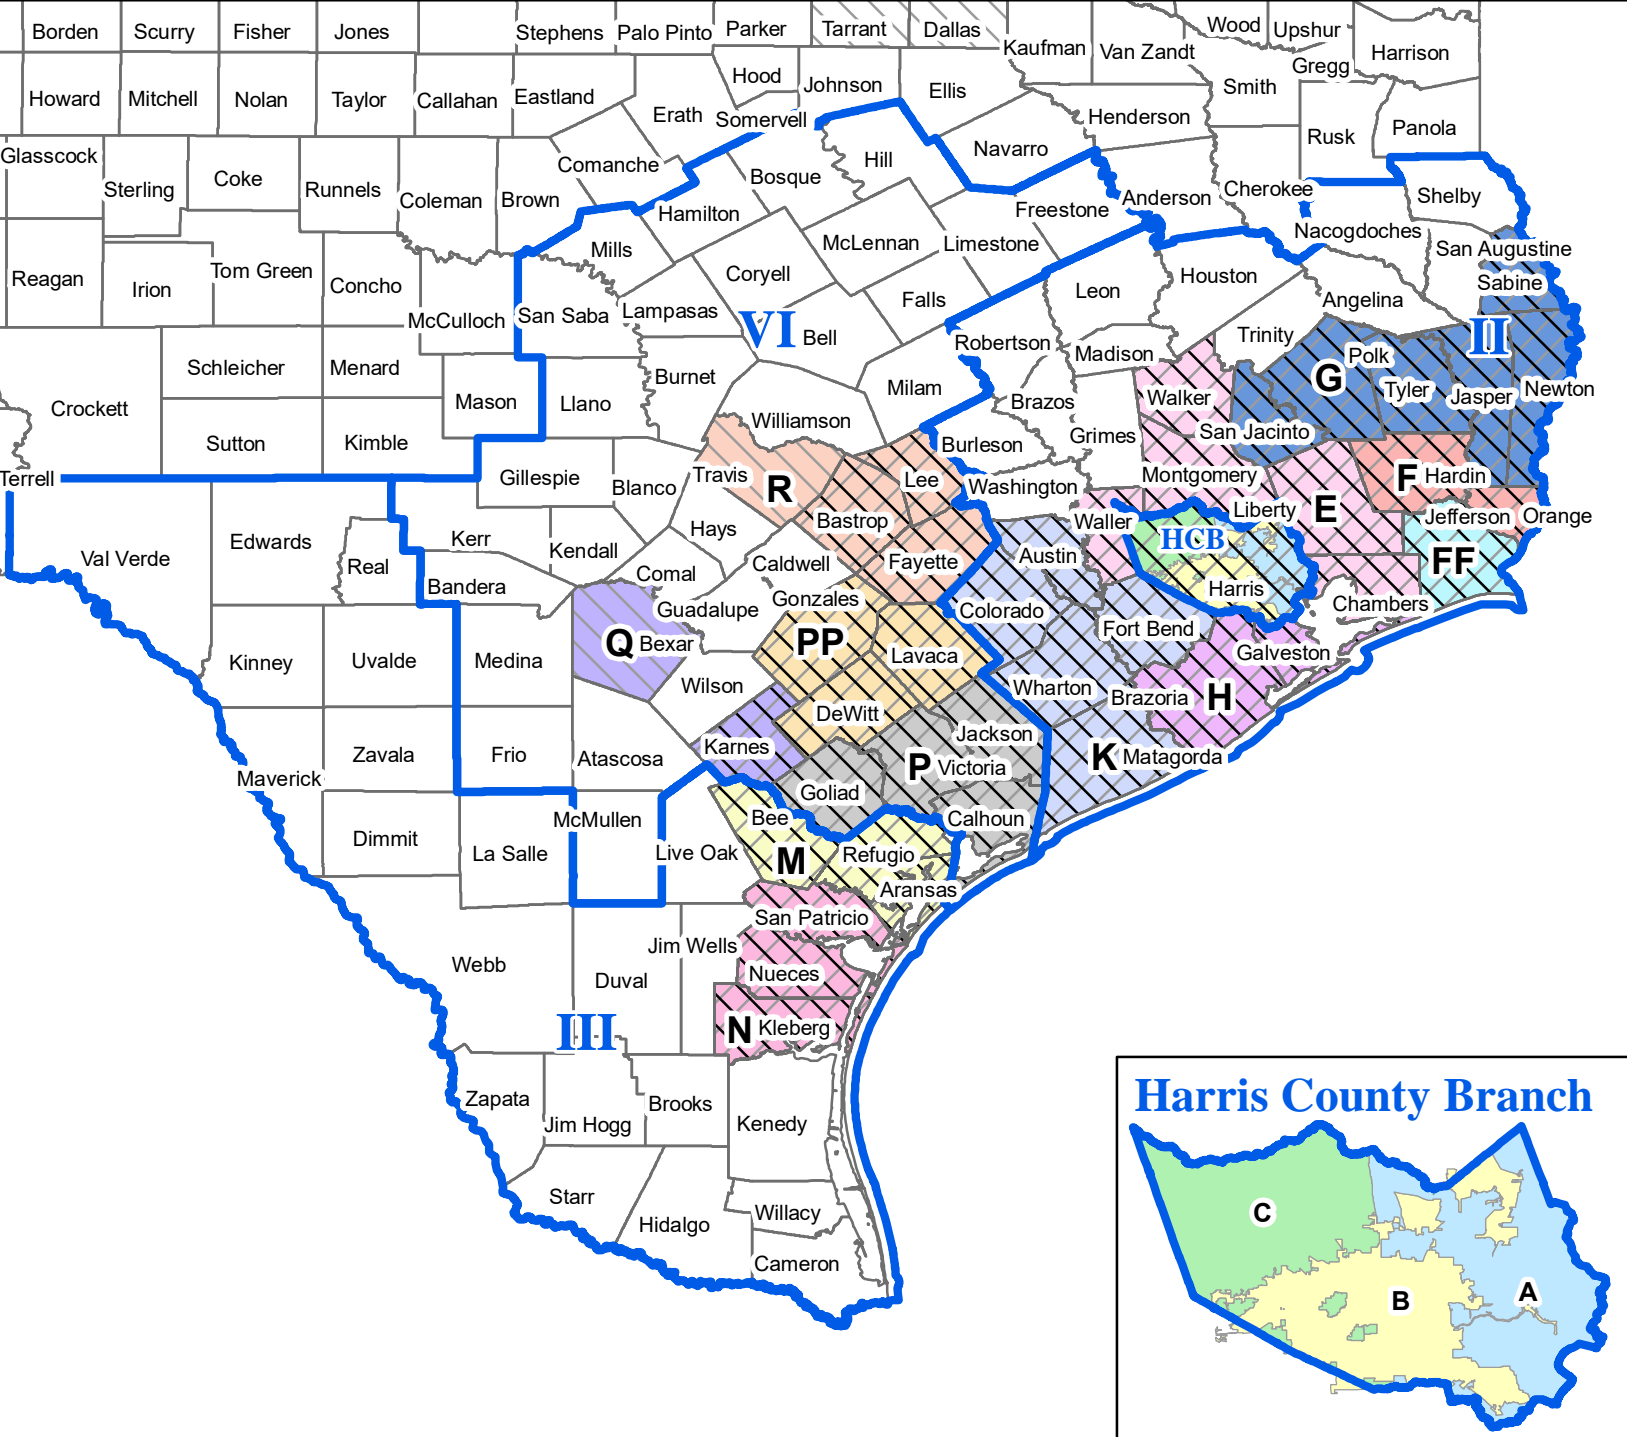 Borden
Scurry
Fisher
Jones
Stephens
Palo Pinto
Parker
Tarrant
Dallas
Kaufman
Van Zandt
Wood
Upshur
Gregg
Harrison
Howard
Mitchell
Nolan
Taylor
Callahan
Eastland
Erath
Hood
Somervell
Johnson
Ellis
Henderson
Smith
Rusk
Panola
Glasscock
Sterling
Coke
Runnels
Coleman
Brown
Comanche
Hamilton
Bosque
Hill
Navarro
Freestone
Anderson
Cherokee
Nacogdoches
Shelby
San Augustine
Sabine
Reagan
Irion
Tom Green
Concho
McCulloch
San Saba
Mills
Lampasas
Coryell
McLennan
Limestone
Falls
Leon
Houston
Angelina
Trinity
VI
Bell
Robertson
Madison
II
Crockett
Schleicher
Menard
Mason
Llano
Burnet
Williamson
Milam
Brazos
Grimes
Walker
G
Polk
Tyler
Jasper
Newton
Sutton
Kimble
San Jacinto
Burleson
Montgomery
Terrell
Gillespie
Blanco
Travis
R
Lee
Washington
Liberty
E
F
Hardin
Val Verde
Edwards
Real
Kerr
Kendall
Bandera
Hays
Comal
Caldwell
Bastrop
Fayette
Austin
Waller
HCB
Harris
Jefferson
Orange
FF
Chambers
Guadalupe
Gonzales
Colorado
Fort Bend
Galveston
Kinney
Uvalde
Medina
Q
Bexar
Wilson
PP
Lavaca
DeWitt
Wharton
Brazoria
H
Maverick
Zavala
Frio
Atascosa
Karnes
Goliad
P
Victoria
Jackson
K
Matagorda
Dimmit
La Salle
McMullen
Live Oak
Bee
M
Refugio
Calhoun
Aransas
San Patricio
Webb
Duval
Jim Wells
Nueces
N
Kleberg
III
Zapata
Jim Hogg
Brooks
Kenedy
Starr
Hidalgo
Willacy
Cameron
Harris County Branch
C
B
A